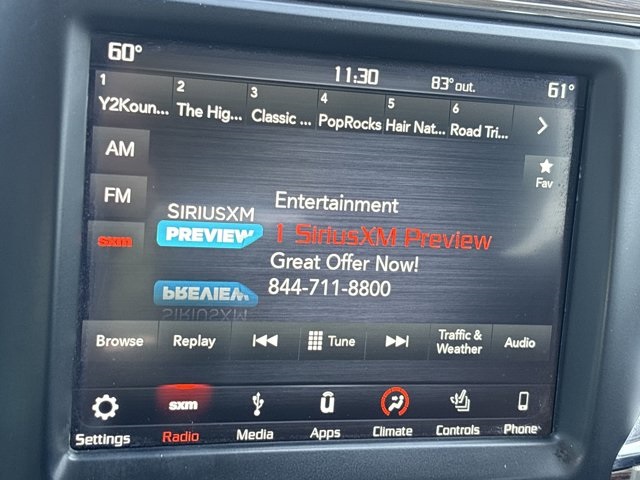 60°
11:30
83° out.
61°
1 2 3 4 5 6
Y2Koun... The Hig... Classic ... PopRocks Hair Nat... Road Tri...
AM
Fav
FM
Entertainment
SIRIUSXM
PREVIEW
1 SiriusXM Preview
sxm
Great Offer Now!
844-711-8800
PREVIEW
SIRIUSXM
Browse Replay Tune Traffic & Weather Audio
sxm
Settings Radio Media Apps Climate Controls Phone